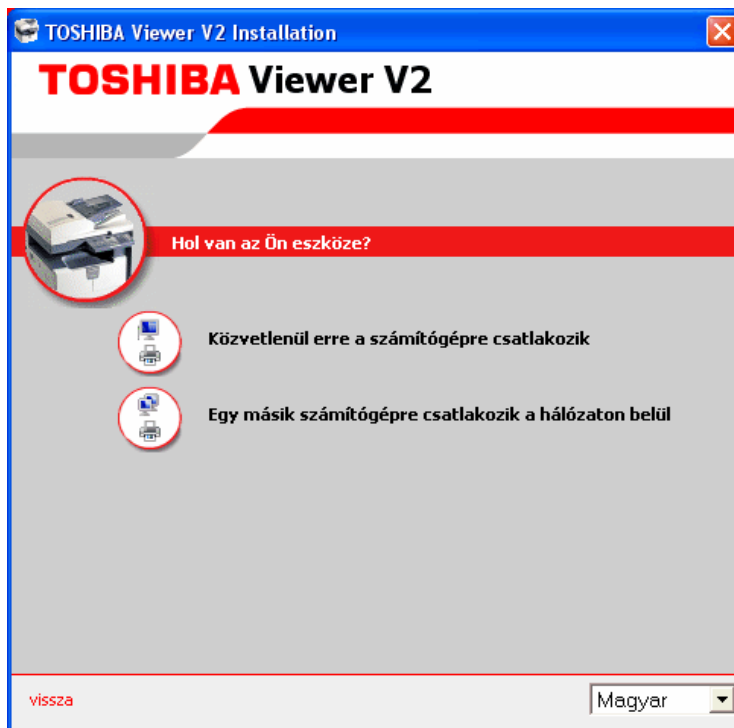 TOSHIBA Viewer V2 Installation
TOSHIBA Viewer V2
Hol van az Ön eszköze?
Közvetlenül erre a számítógépre csatlakozik
Egy másik számítógépre csatlakozik a hálózaton belül
vissza
Magyar